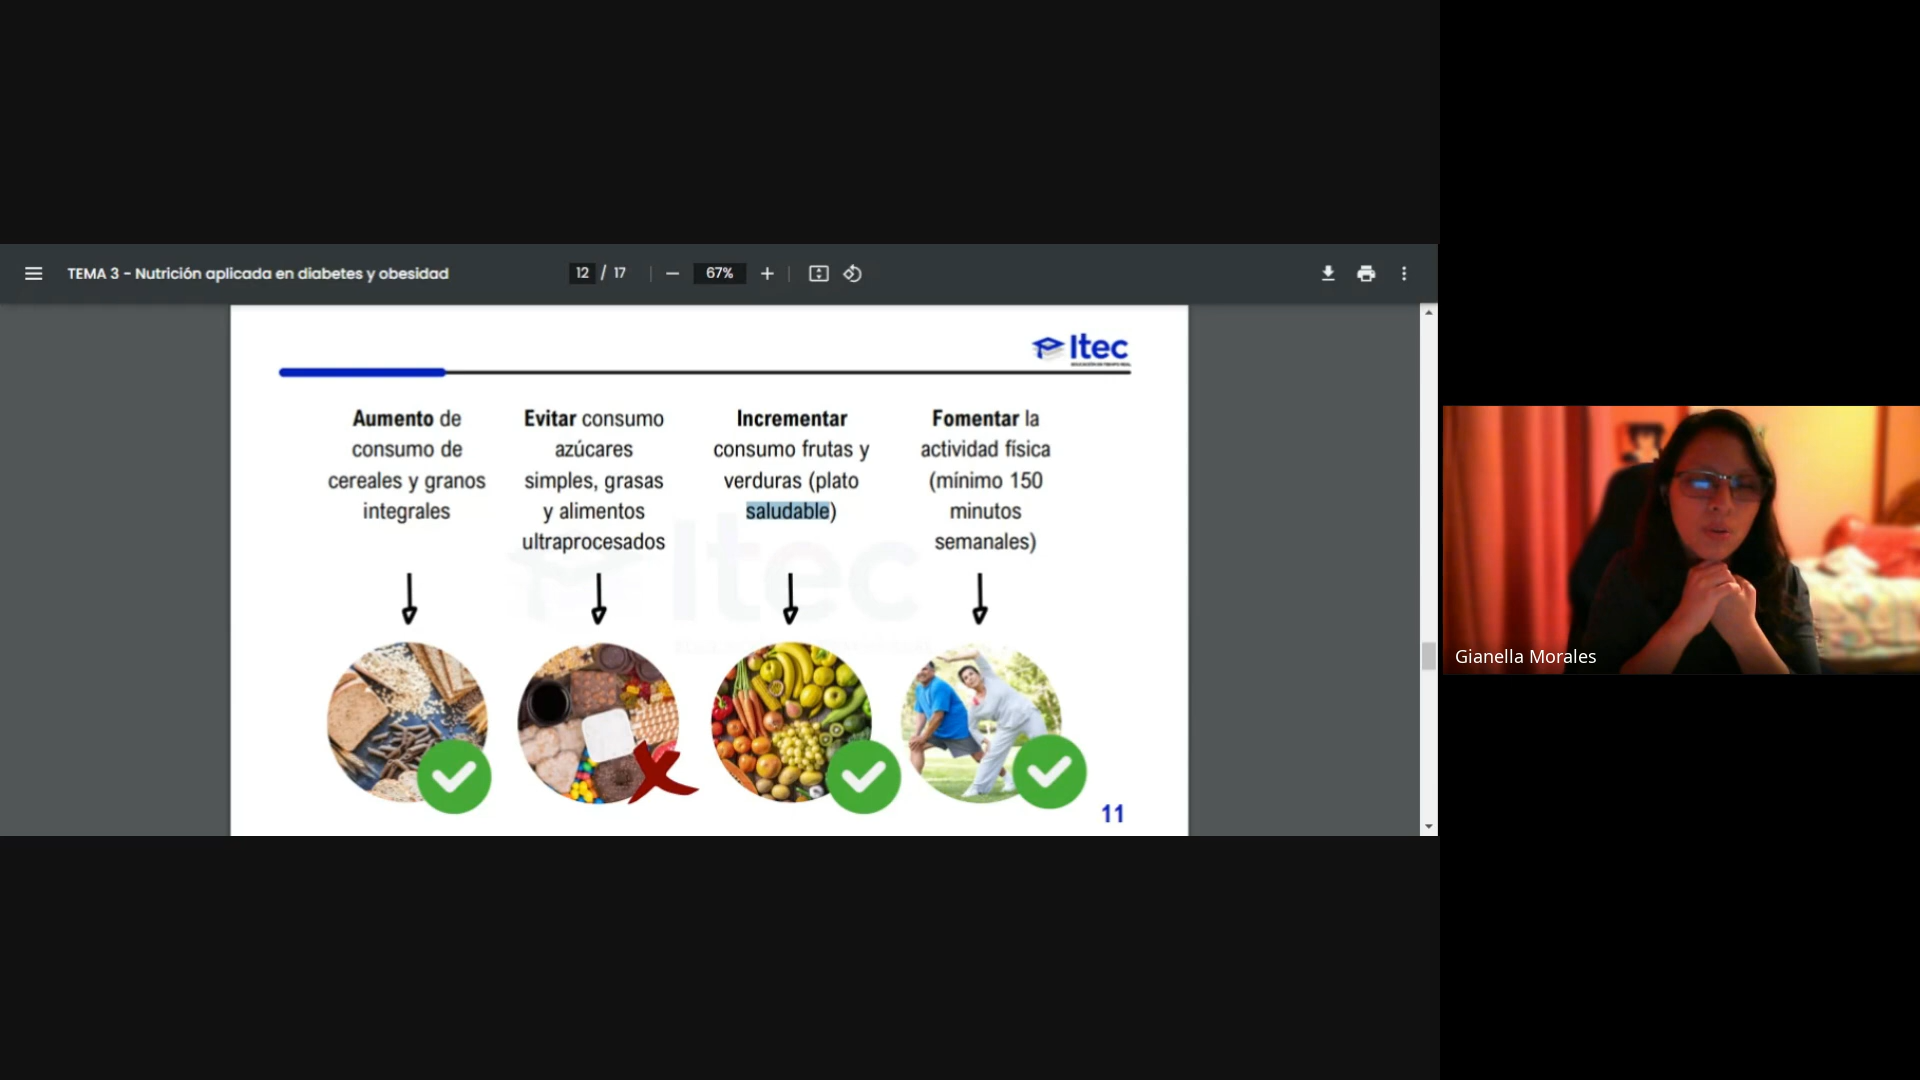 TEMA 3 - Nutrición aplicada en diabetes y obesidad
12 / 17
67%
Itec
Aumento de
consumo de
cereales y granos
integrales
Evitar consumo
azúcares
simples, grasas
y alimentos
ultraprocesados
Incrementar
consumo frutas y
verduras (plato
saludable)
Fomentar la
actividad física
(mínimo 150
minutos
semanales)
Itec
11
Gianella Morales